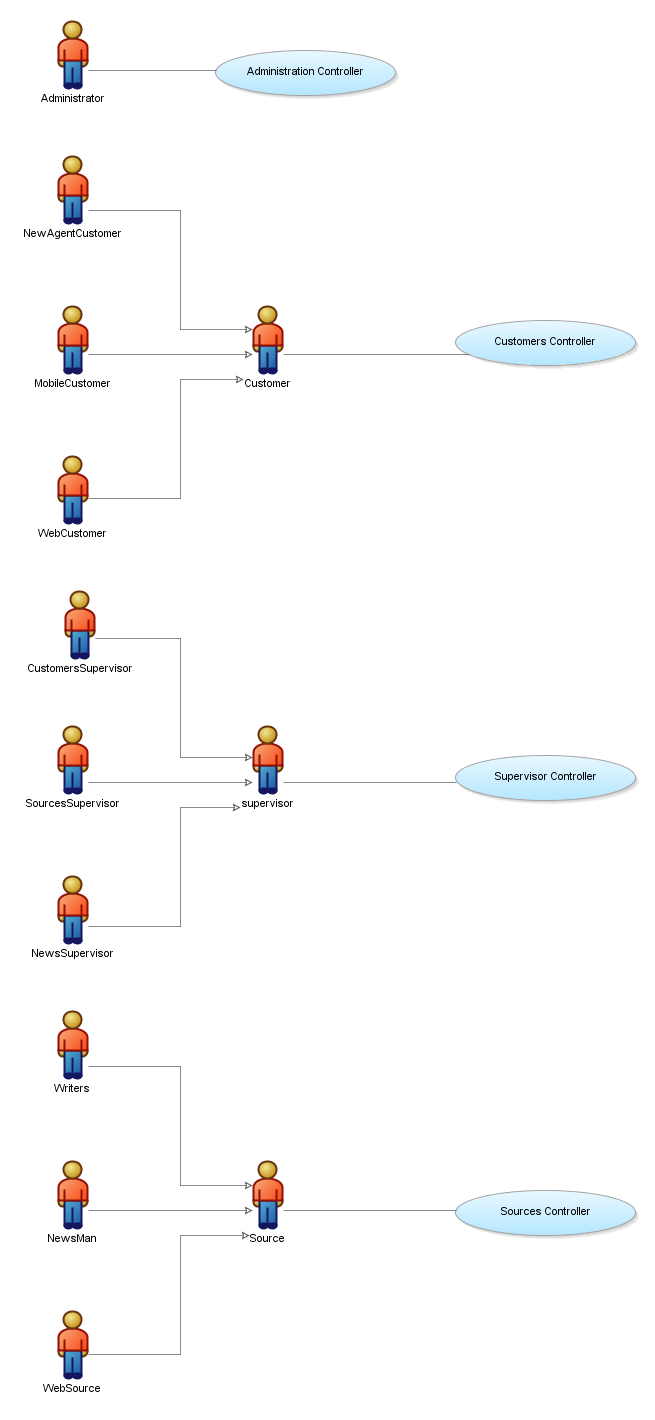 Administration Controller
Administrator
NewAgentCustomer
Customers Controller
MobileCustomer
Customer
WebCustomer
CustomersSupervisor
Supervisor Controller
SourcesSupervisor
supervisor
NewsSupervisor
Writers
Sources Controller
NewsMan
Source
WebSource